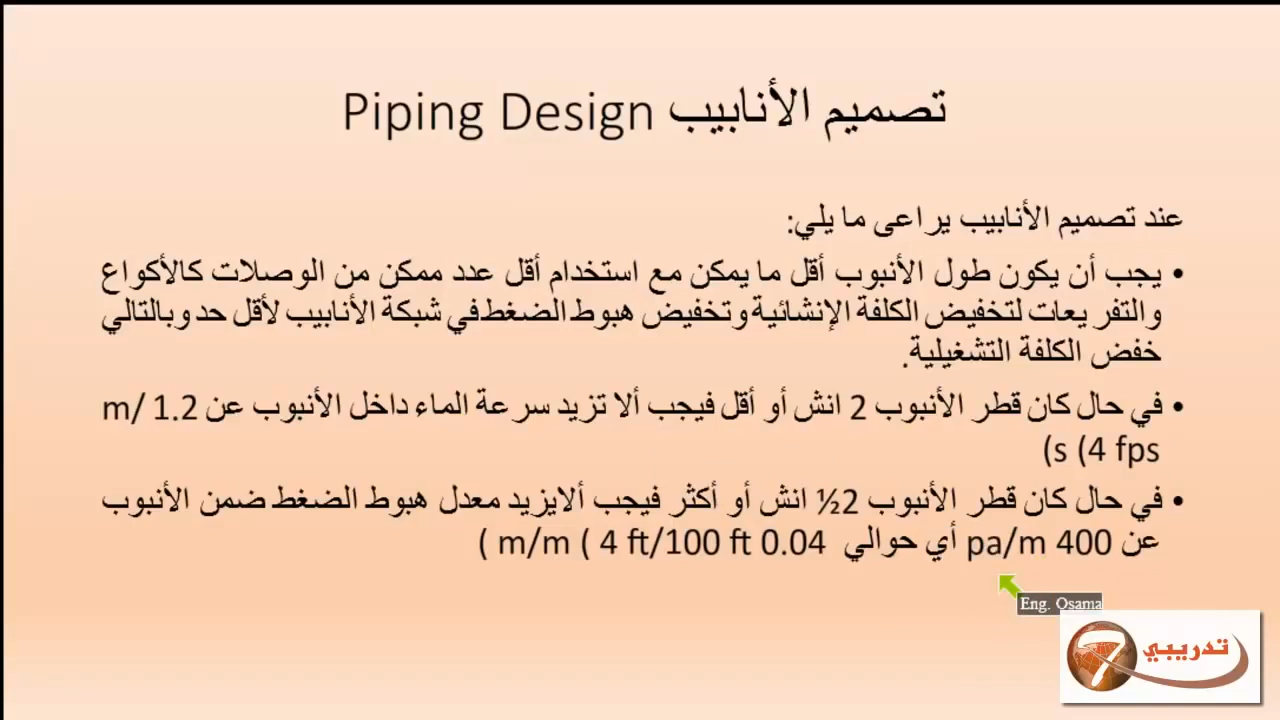 تصميم الأنابيب Piping Design
عند تصميم الأنابيب يراعى ما يلي:
• يجب أن يكون طول الأنبوب أقل ما يمكن مع استخدام أقل عدد ممكن من الوصلات كالأكواع
والتفريعات لتخفيض الكلفة الإنشائية وتخفيض هبوط الضغط في شبكة الأنابيب لأقل حد وبالتالي
خفض الكلفة التشغيلية.
• في حال كان قطر الأنبوب 2 انش أو أقل فيجب ألا تزيد سرعة الماء داخل الأنبوب عن 1.2 m/
s (4 fps)
• في حال كان قطر الأنبوب 2½ انش أو أكثر فيجب ألايزيد معدل هبوط الضغط ضمن الأنبوب
عن 400 pa/m أي حوالي 0.04 m/m ( 4 ft/100 ft )
Eng. Osama
تدريبي
7